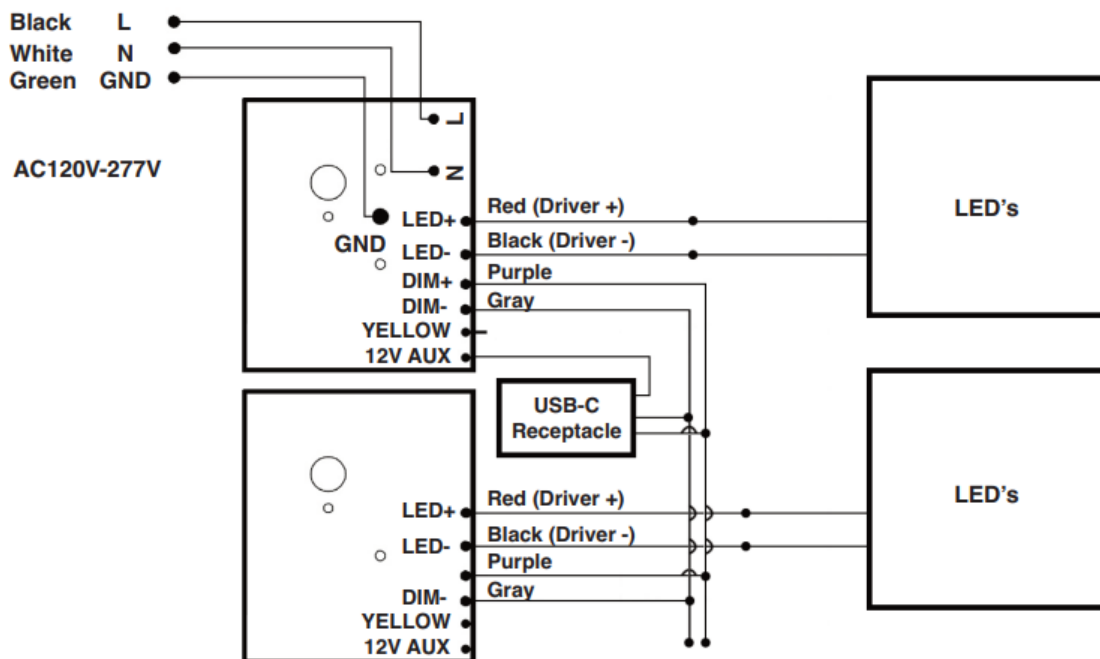 Black L
White N
Green GND
AC120V-277V
L
N
GND
LED+
LED-
DIM+
DIM-
YELLOW
12V AUX
Red (Driver +)
Black (Driver -)
Purple
Gray
LED's
USB-C
Receptacle
LED+
LED-
DIM-
YELLOW
12V AUX
Red (Driver +)
Black (Driver -)
Purple
Gray
LED's